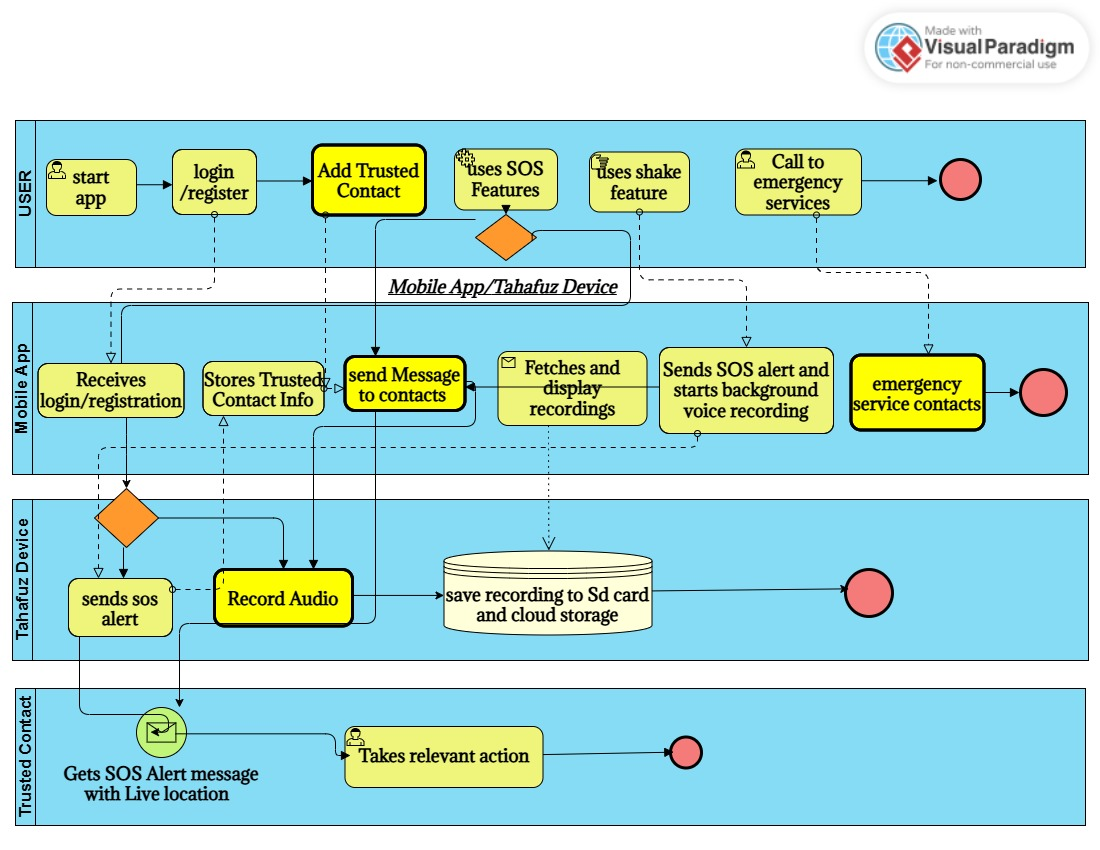 Made with
Visual Paradigm
For non-commercial use
USER
start
app
login
/register
Add Trusted
Contact
uses SOS
Features
uses shake
feature
Call to
emergency
services
Mobile App/Tahafuz Device
Mobile App
Receives
login/registration
Stores Trusted
Contact Info
send Message
to contacts
Fetches and
display
recordings
Sends SOS alert and
starts background
voice recording
emergency
service contacts
Tahafuz Device
sends sos
alert
Record Audio
save recording to Sd card
and cloud storage
Trusted Contact
Gets SOS Alert message
with Live location
Takes relevant action